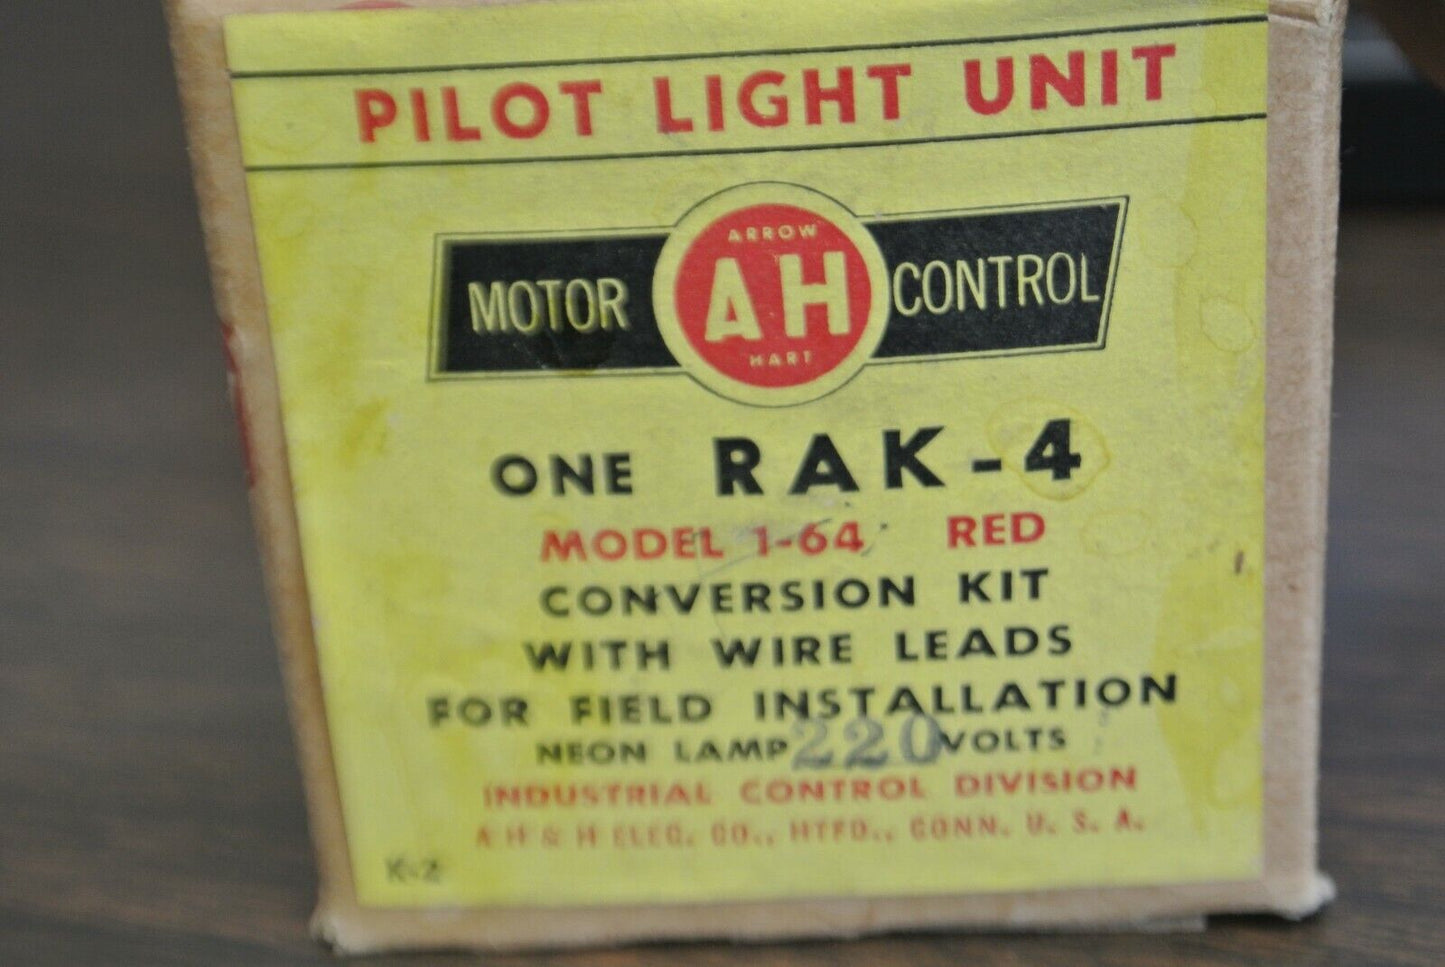 PILOT LIGHT UNIT
ARROW
MOTOR AH CONTROL
HART
ONE RAK-4
MODEL 1-64 RED
CONVERSION KIT
WITH WIRE LEADS
FOR FIELD INSTALLATION
NEON LAMP 220 VOLTS
INDUSTRIAL CONTROL DIVISION
A H & H ELEC. CO., HTFD., CONN. U. S. A.
K-2